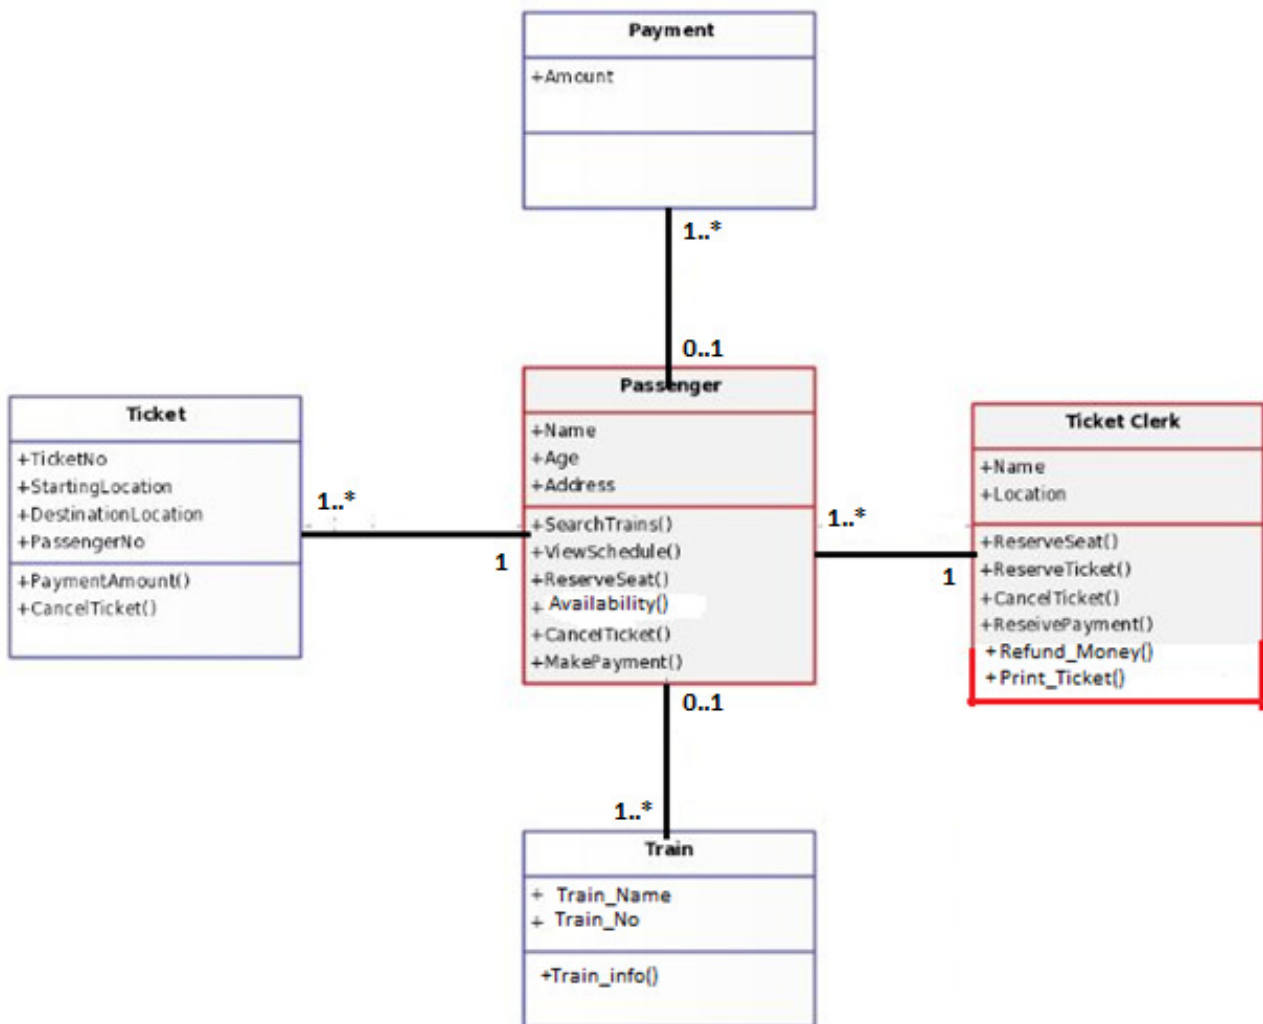 Payment
+Amount
1..*
0..1
Passenger
+Name
+Age
+Address
+SearchTrains()
+ViewSchedule()
+ReserveSeat()
+ Availability()
+CancelTicket()
+MakePayment()
Ticket
+TicketNo
+StartingLocation
+DestinationLocation
+PassengerNo
+PaymentAmount()
+CancelTicket()
1..*
1
Ticket Clerk
+Name
+Location
+ReserveSeat()
+ReserveTicket()
+CancelTicket()
+ReseivePayment()
+Refund_Money()
+Print_Ticket()
1..*
1
0..1
1..*
Train
+ Train_Name
+ Train_No
+Train_info()